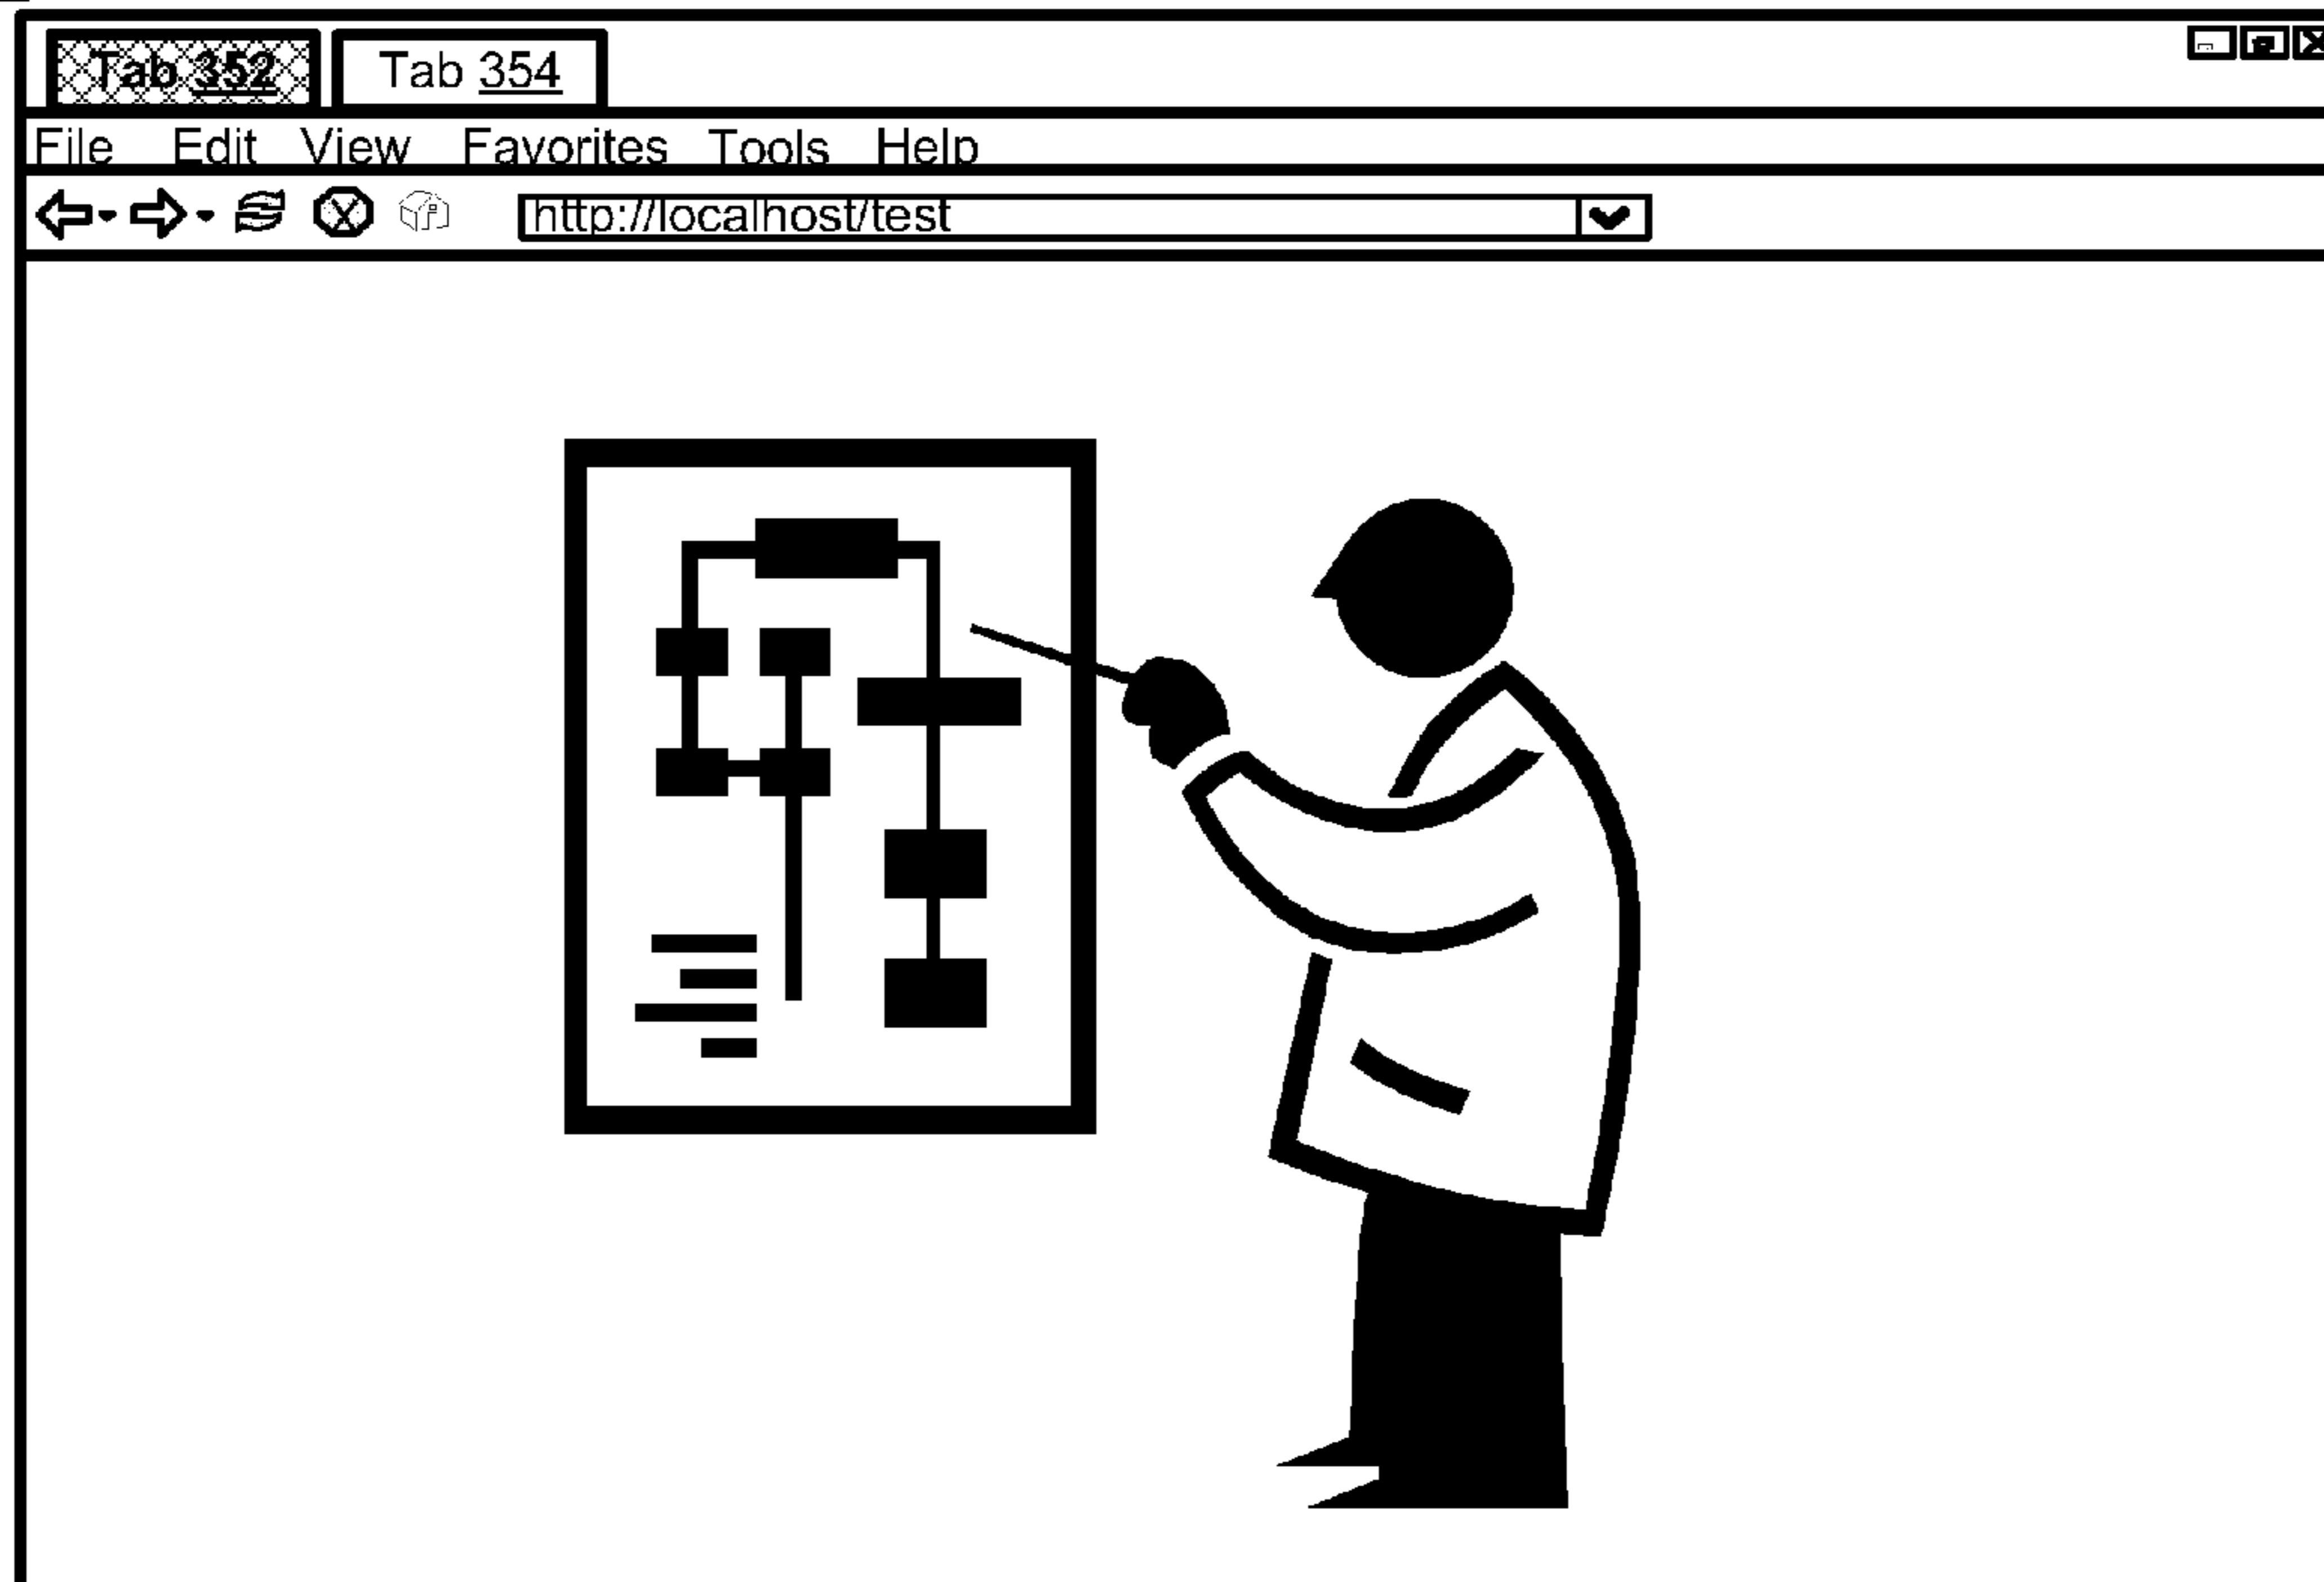 Tab 352 Tab 354
File Edit View Favorites Tools Help
http://localhost/test